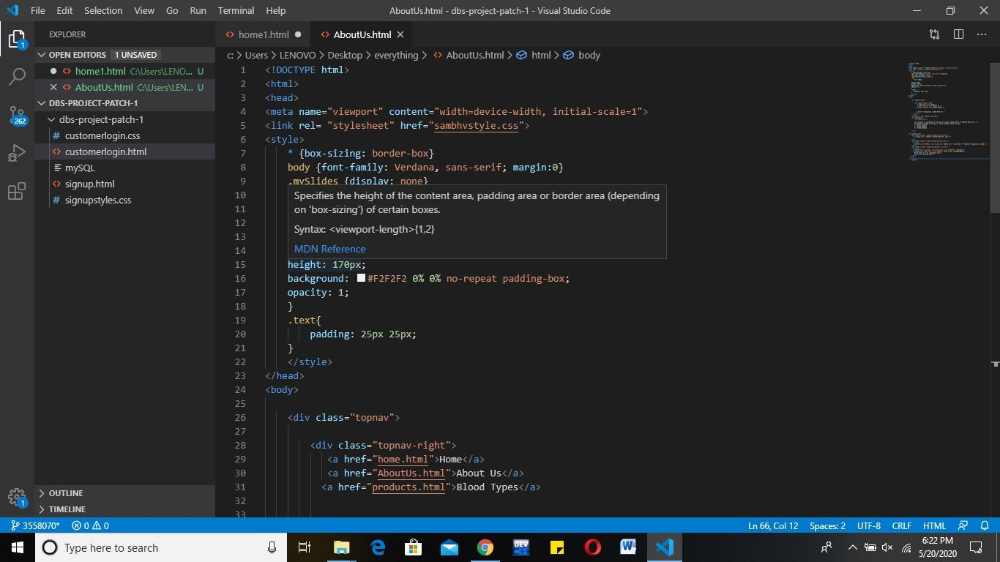 File Edit Selection View Go Run Terminal Help
AboutUs.html - dbs-project-patch-1 - Visual Studio Code
EXPLORER
OPEN EDITORS 1 UNSAVED
home1.html C:\Users\LENO... U
AboutUs.html C:\Users\LEN... U
DBS-PROJECT-PATCH-1
dbs-project-patch-1
# customerlogin.css
customerlogin.html
mySQL
signup.html
# signupstyles.css
OUTLINE
TIMELINE
1
262
1
home1.html
AboutUs.html
c: > Users > LENOVO > Desktop > everything > AboutUs.html > html > body
1 <!DOCTYPE html>
2 <html>
3 <head>
4 <meta name="viewport" content="width=device-width, initial-scale=1">
5 <link rel= "stylesheet" href="sambhvstyle.css">
6 <style>
7 * {box-sizing: border-box}
8 body {font-family: Verdana, sans-serif; margin:0}
9 .mySlides {display: none}
10
11
12
13
14
Specifies the height of the content area, padding area or border area (depending
on 'box-sizing') of certain boxes.
Syntax: <viewport-length>{1,2}
MDN Reference
15 height: 170px;
16 background: #F2F2F2 0% 0% no-repeat padding-box;
17 opacity: 1;
18 }
19 .text{
20 padding: 25px 25px;
21 }
22 </style>
23 </head>
24 <body>
25
26 <div class="topnav">
27
28 <div class="topnav-right">
29 <a href="home.html">Home</a>
30 <a href="AboutUs.html">About Us</a>
31 <a href="products.html">Blood Types</a>
32
33
3558070* 0 0
Ln 66, Col 12 Spaces: 2 UTF-8 CRLF HTML
Type here to search
DEV
6:22 PM
5/20/2020